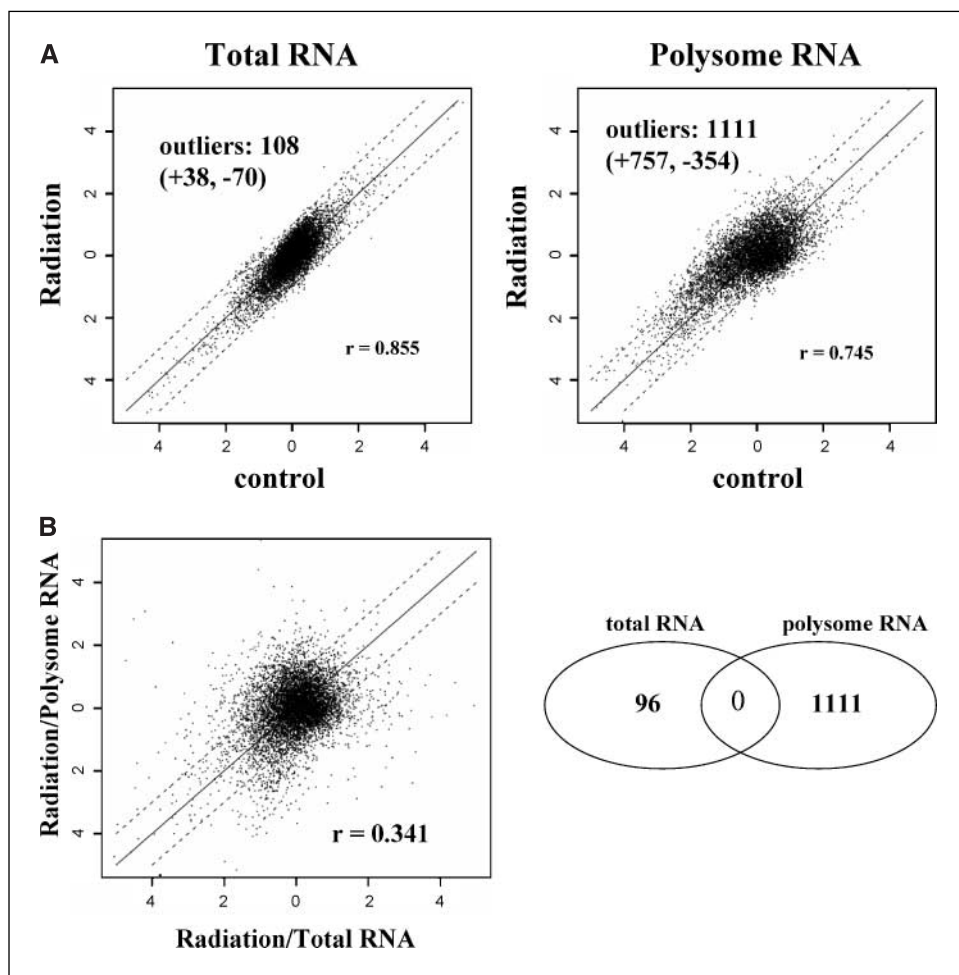 A
Total RNA
Polysome RNA
outliers: 108
(+38, -70)
r = 0.855
Radiation
4
2
0
2
4
4
2
0
2
4
control
outliers: 1111
(+757, -354)
r = 0.745
Radiation
4
2
0
2
4
4
2
0
2
4
control
B
Radiation/Polysome RNA
4
2
0
2
4
r = 0.341
4
2
0
2
4
Radiation/Total RNA
total RNA
polysome RNA
96
0
1111